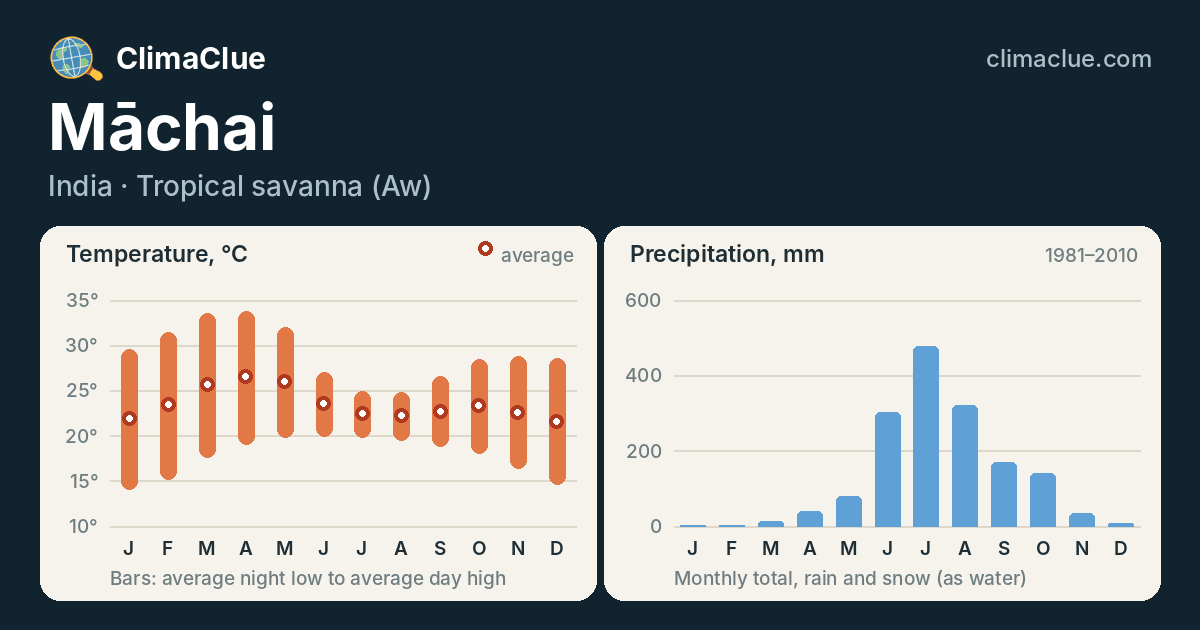 ClimaClue
climaclue.com
Māchai
India · Tropical savanna (Aw)
Temperature, °C
average
35°
30°
25°
20°
15°
10°
J F M A M J J A S O N D
Bars: average night low to average day high
Precipitation, mm
1981–2010
600
400
200
0
J F M A M J J A S O N D
Monthly total, rain and snow (as water)